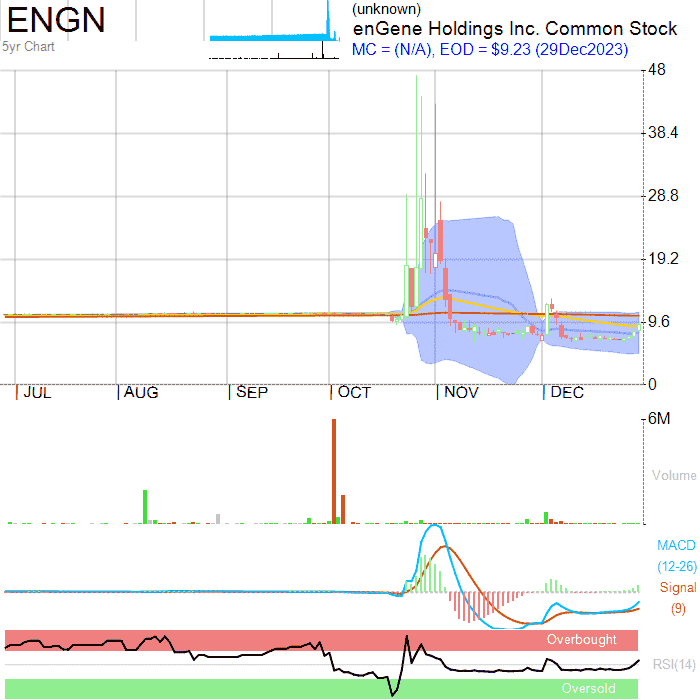 ENGN
5yr Chart
(unknown)
enGene Holdings Inc. Common Stock
MC = (N/A), EOD = $9.23 (29Dec2023)
48
38.4
28.8
19.2
9.6
0
JUL AUG SEP OCT NOV DEC
6M
Volume
MACD
(12-26)
Signal
(9)
Overbought
RSI(14)
Oversold